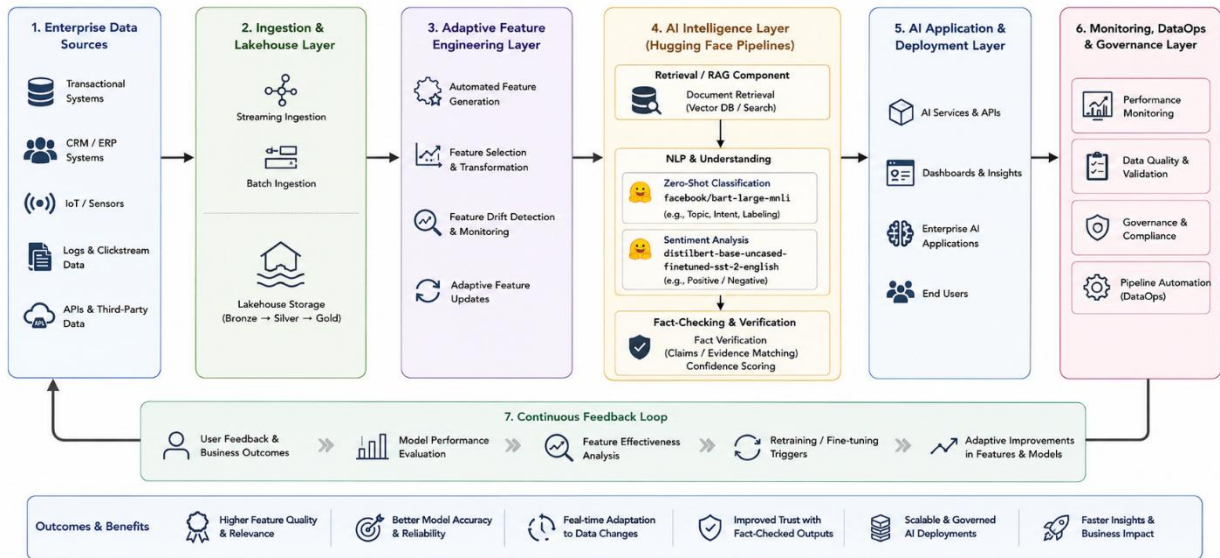 1. Enterprise Data
Sources
Transactional
Systems
CRM / ERP
Systems
IoT / Sensors
Logs & Clickstream
Data
API
APIs & Third-Party
Data
2. Ingestion &
Lakehouse Layer
Streaming Ingestion
Batch Ingestion
Lakehouse Storage
(Bronze → Silver → Gold)
3. Adaptive Feature
Engineering Layer
Automated Feature
Generation
Feature Selection
& Transformation
Feature Drift Detection
& Monitoring
Adaptive Feature
Updates
4. AI Intelligence Layer
(Hugging Face Pipelines)
Retrieval / RAG Component
Document Retrieval
(Vector DB / Search)
NLP & Understanding
Zero-Shot Classification
facebook/bart-large-mnli
(e.g., Topic, Intent, Labeling)
Sentiment Analysis
distilbert-base-uncased-
finetuned-sst-2-english
(e.g., Positive / Negative)
Fact-Checking & Verification
Fact Verification
(Claims / Evidence Matching)
Confidence Scoring
5. AI Application &
Deployment Layer
AI Services & APIs
Dashboards & Insights
Enterprise AI
Applications
End Users
6. Monitoring, DataOps
& Governance Layer
Performance
Monitoring
Data Quality &
Validation
Governance &
Compliance
Pipeline Automation
(DataOps)
7. Continuous Feedback Loop
User Feedback &
Business Outcomes
Model Performance
Evaluation
Feature Effectiveness
Analysis
Retraining / Fine-tuning
Triggers
Adaptive Improvements
in Features & Models
Outcomes & Benefits
Higher Feature Quality
& Relevance
Better Model Accuracy
& Reliability
Feal-time Adaptation
to Data Changes
Improved Trust with
Fact-Checked Outputs
Scalable & Governed
AI Deployments
Faster Insights &
Business Impact